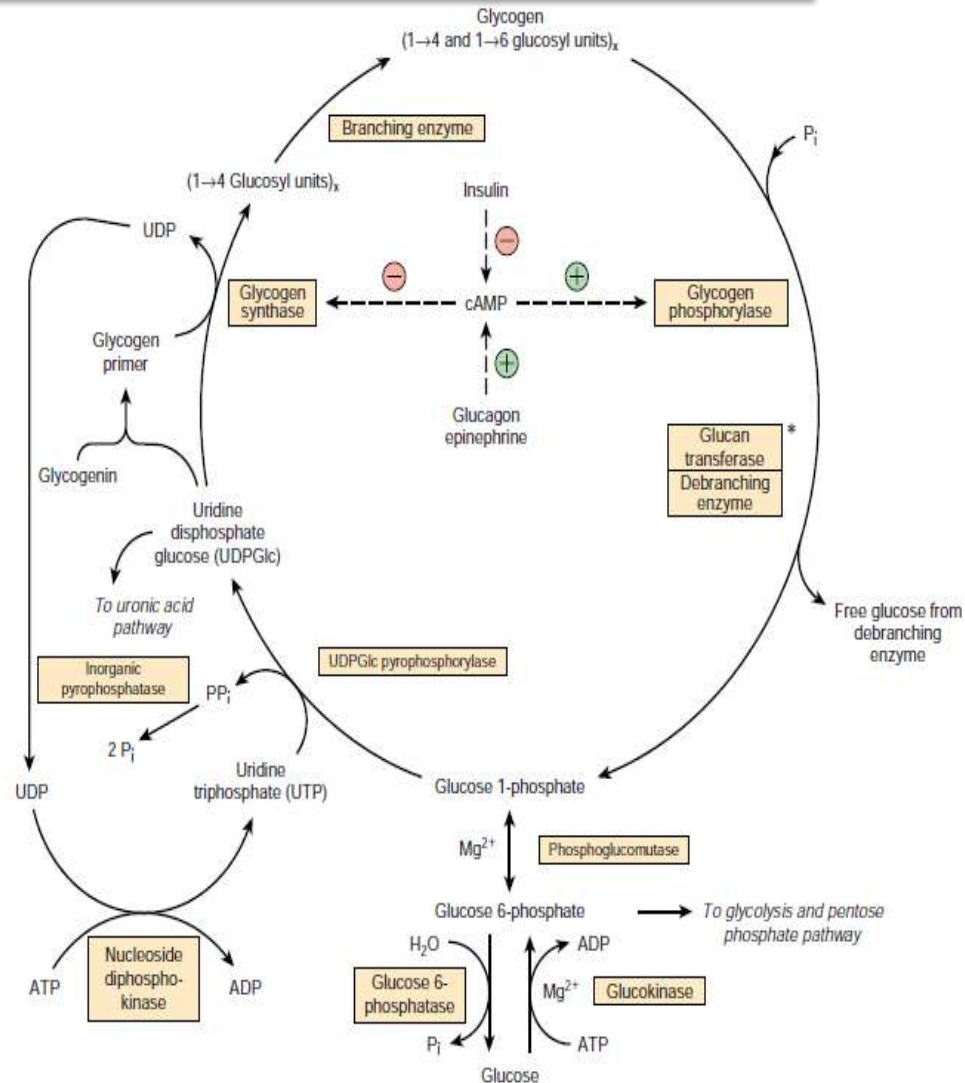 Glycogen
(1→4 and 1→6 glucosyl units)x
Branching enzyme
Pi
(1→4 Glucosyl units)x
Insulin
UDP
−
−
+
Glycogen
synthase
cAMP
Glycogen
phosphorylase
Glycogen
primer
+
Glucagon
epinephrine
Glucan
transferase
*
Debranching
enzyme
Glycogenin
Uridine
disphosphate
glucose (UDPGlc)
To uronic acid
pathway
Free glucose from
debranching
enzyme
UDPGlc pyrophosphorylase
Inorganic
pyrophosphatase
PPi
2 Pi
Uridine
triphosphate (UTP)
UDP
Glucose 1-phosphate
Mg2+
Phosphoglucomutase
Glucose 6-phosphate
To glycolysis and pentose
phosphate pathway
H2O
ADP
Nucleoside
diphospho-
kinase
ATP
ADP
Glucose 6-
phosphatase
Mg2+
Glucokinase
Pi
ATP
Glucose